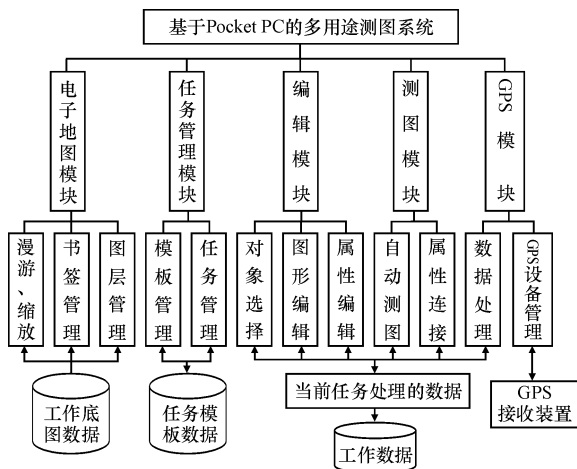 基于Pocket PC的多用途测图系统
电子地图模块
任务管理模块
编辑模块
测图模块
GPS模块
漫游、缩放
书签管理
图层管理
模板管理
任务管理
对象选择
图形编辑
属性编辑
自动测图
属性连接
数据处理
GPS设备管理
工作底
图数据
任务模
板数据
当前任务处理的数据
GPS
接收装置
工作数据